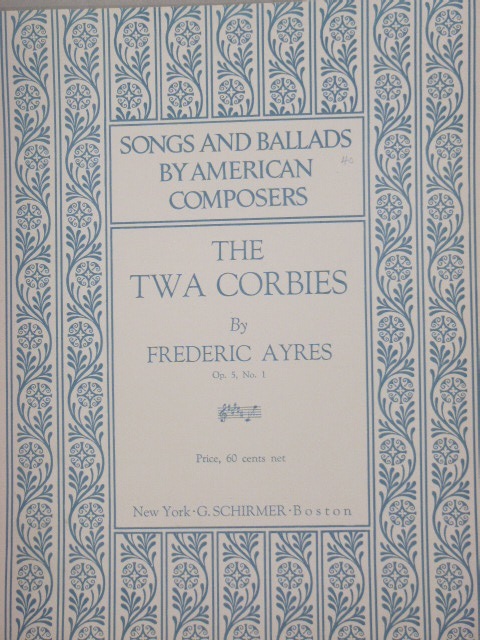 SONGS AND BALLADS
BY AMERICAN
COMPOSERS
THE
TWA CORBIES
By
FREDERIC AYRES
Op. 5, No. 1
Price, 60 cents net
New York · G. SCHIRMER · Boston